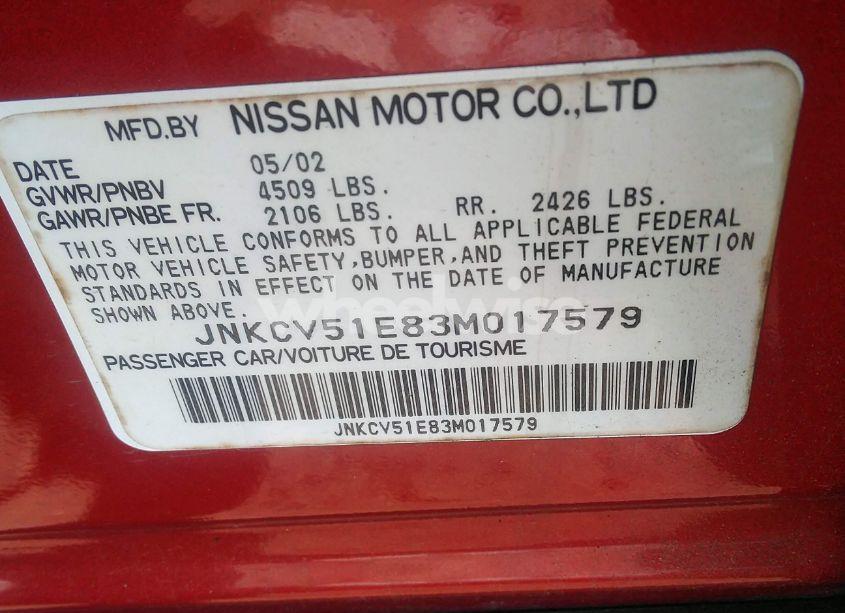 MFD.BY NISSAN MOTOR CO.,LTD
DATE 05/02
GVWR/PNBV 4509 LBS.
GAWR/PNBE FR. 2106 LBS. RR. 2426 LBS.
THIS VEHICLE CONFORMS TO ALL APPLICABLE FEDERAL
MOTOR VEHICLE SAFETY,BUMPER,AND THEFT PREVENTION
STANDARDS IN EFFECT ON THE DATE OF MANUFACTURE
SHOWN ABOVE.
wheelwise
JNKCV51E83M017579
PASSENGER CAR/VOITURE DE TOURISME
JNKCV51E83M017579